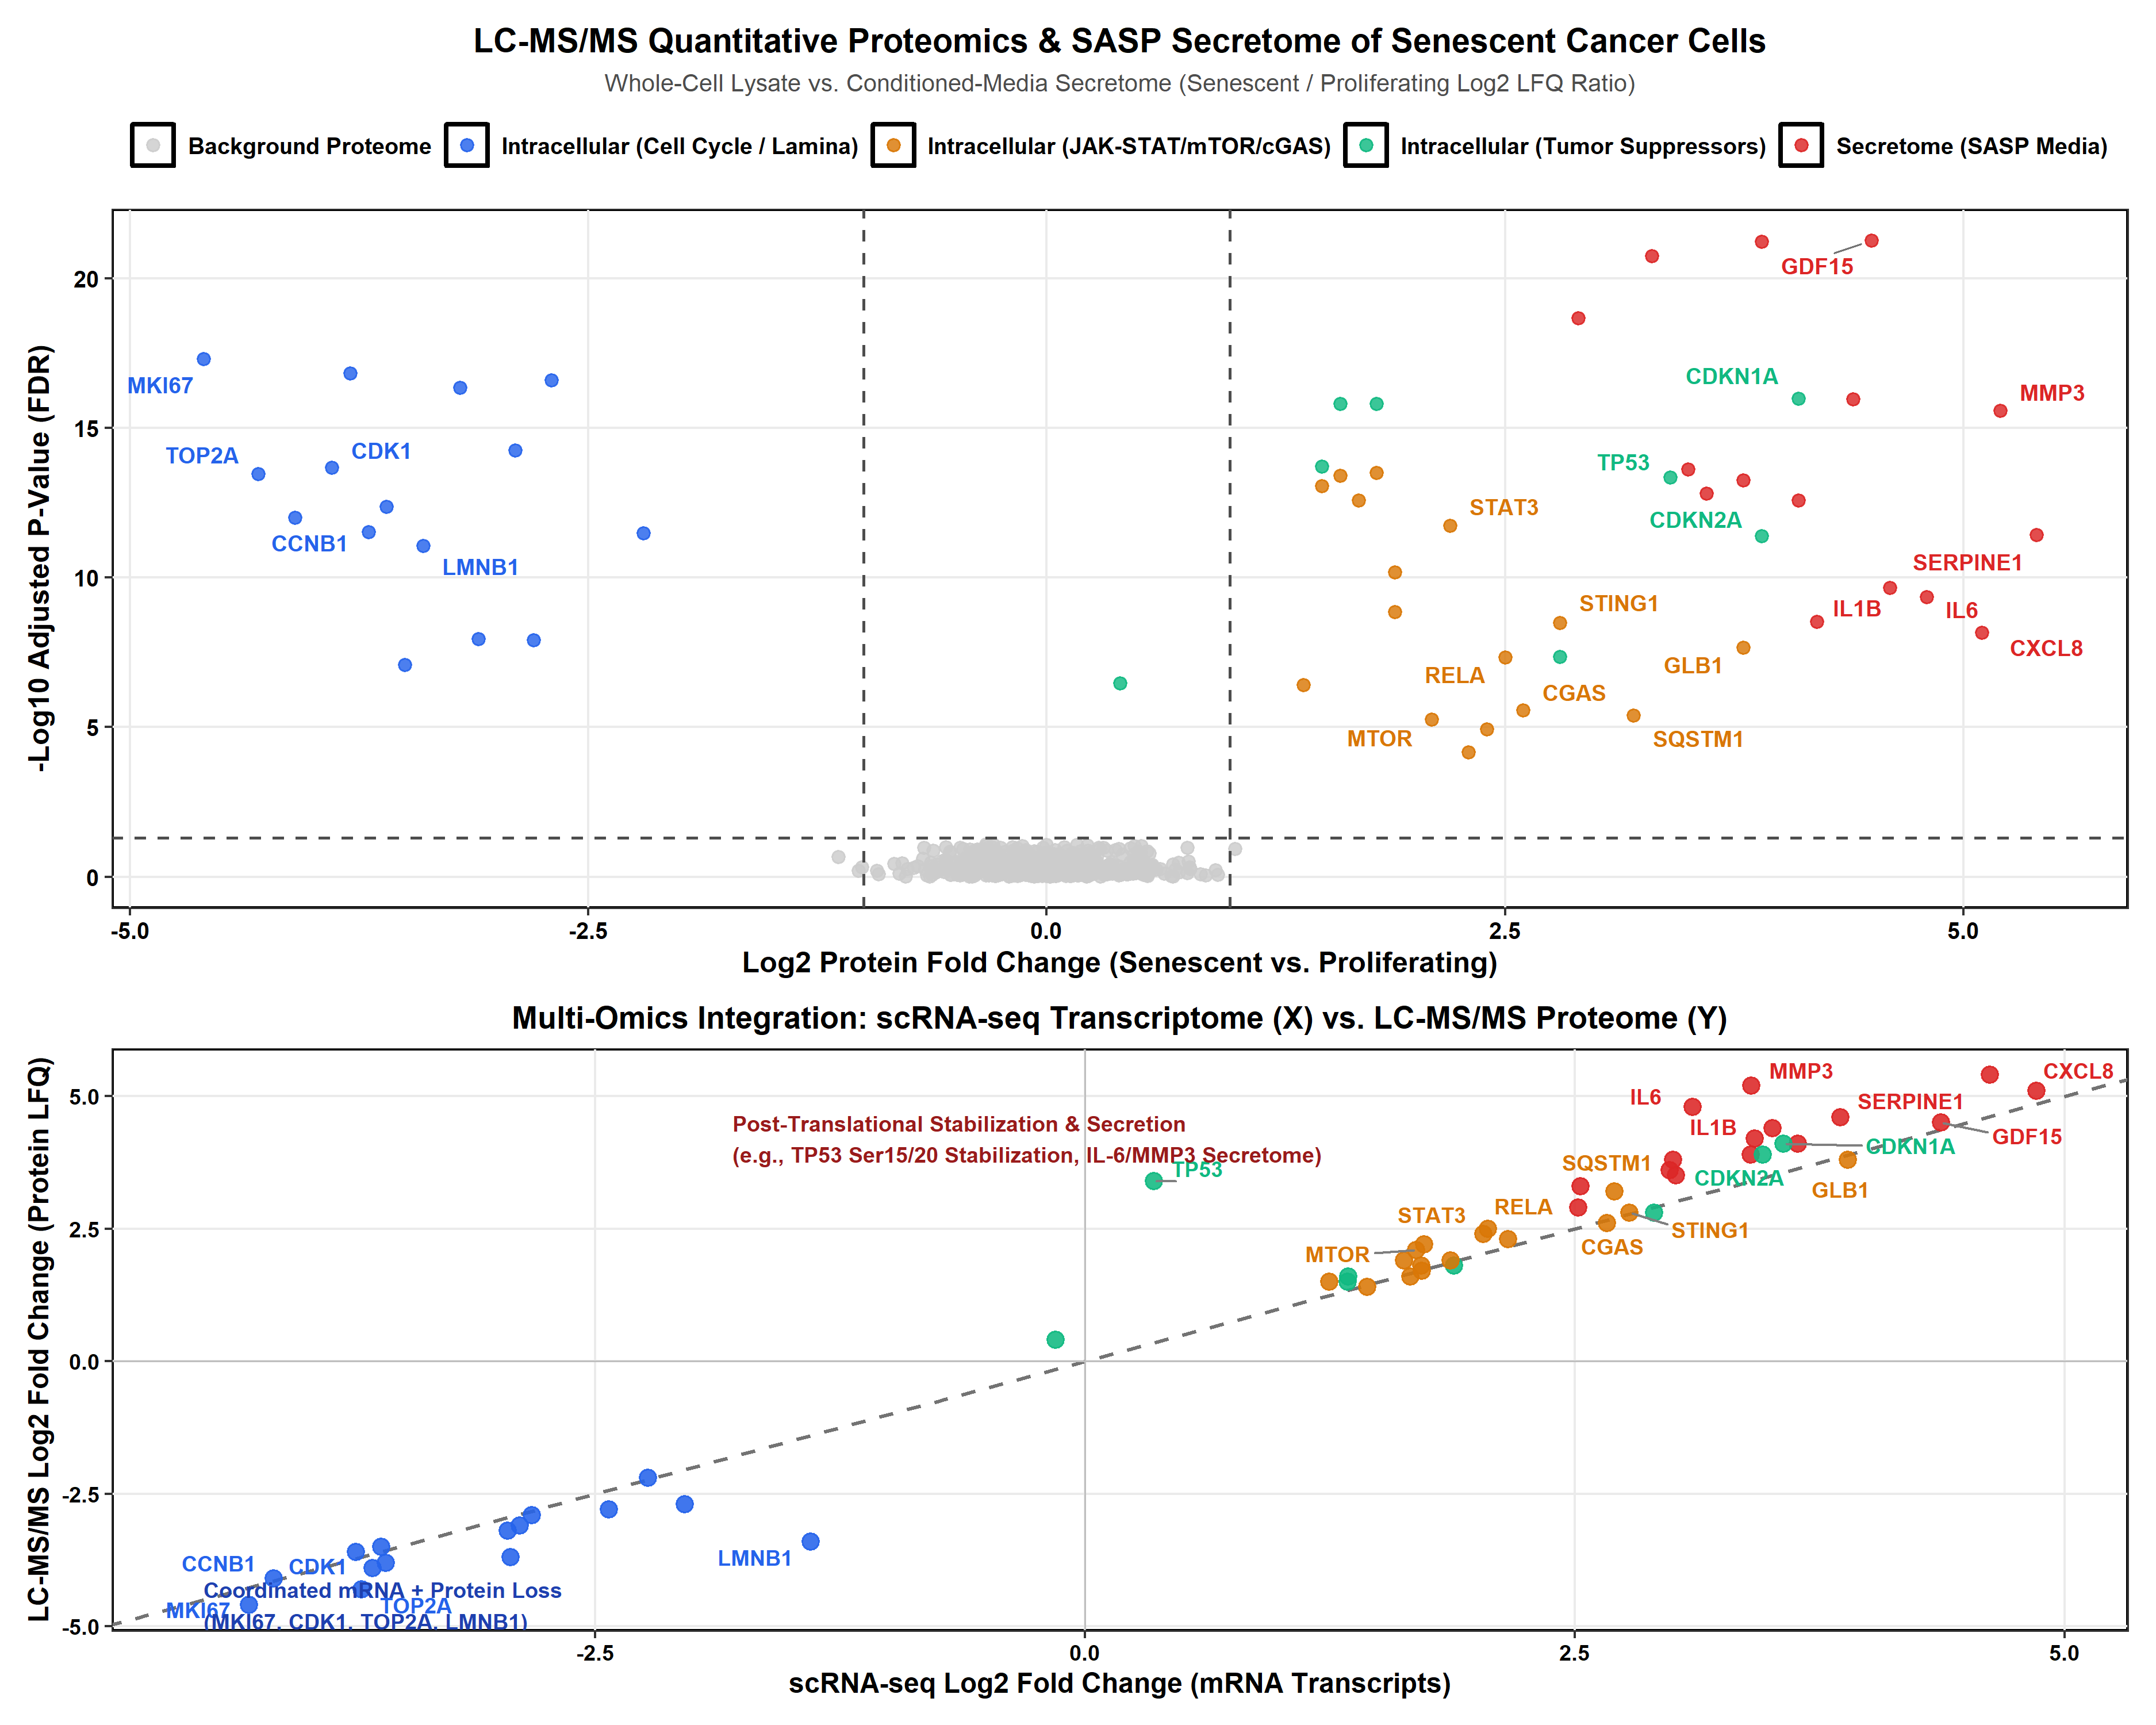 LC-MS/MS Quantitative Proteomics & SASP Secretome of Senescent Cancer Cells
Whole-Cell Lysate vs. Conditioned-Media Secretome (Senescent / Proliferating Log2 LFQ Ratio)
Background Proteome Intracellular (Cell Cycle / Lamina) Intracellular (JAK-STAT/mTOR/cGAS) Intracellular (Tumor Suppressors) Secretome (SASP Media)
-Log10 Adjusted P-Value (FDR)
20
15
10
5
0
GDF15
CDKN1A
MKI67
MMP3
CDK1
TOP2A
TP53
STAT3
CDKN2A
CCNB1
SERPINE1
LMNB1
STING1
IL1B
IL6
CXCL8
GLB1
RELA
CGAS
MTOR
SQSTM1
-5.0 -2.5 0.0 2.5 5.0
Log2 Protein Fold Change (Senescent vs. Proliferating)
Multi-Omics Integration: scRNA-seq Transcriptome (X) vs. LC-MS/MS Proteome (Y)
LC-MS/MS Log2 Fold Change (Protein LFQ)
5.0
2.5
0.0
-2.5
-5.0
MMP3
CXCL8
IL6
SERPINE1
Post-Translational Stabilization & Secretion
IL1B
GDF15
CDKN1A
(e.g., TP53 Ser15/20 Stabilization, IL-6/MMP3 Secretome)
SQSTM1
TP53
CDKN2A
GLB1
RELA
STAT3
STING1
CGAS
MTOR
LMNB1
CCNB1
CDK1
Coordinated mRNA + Protein Loss
TOP2A
MKI67
(MKI67, CDK1, TOP2A, LMNB1)
-2.5 0.0 2.5 5.0
scRNA-seq Log2 Fold Change (mRNA Transcripts)